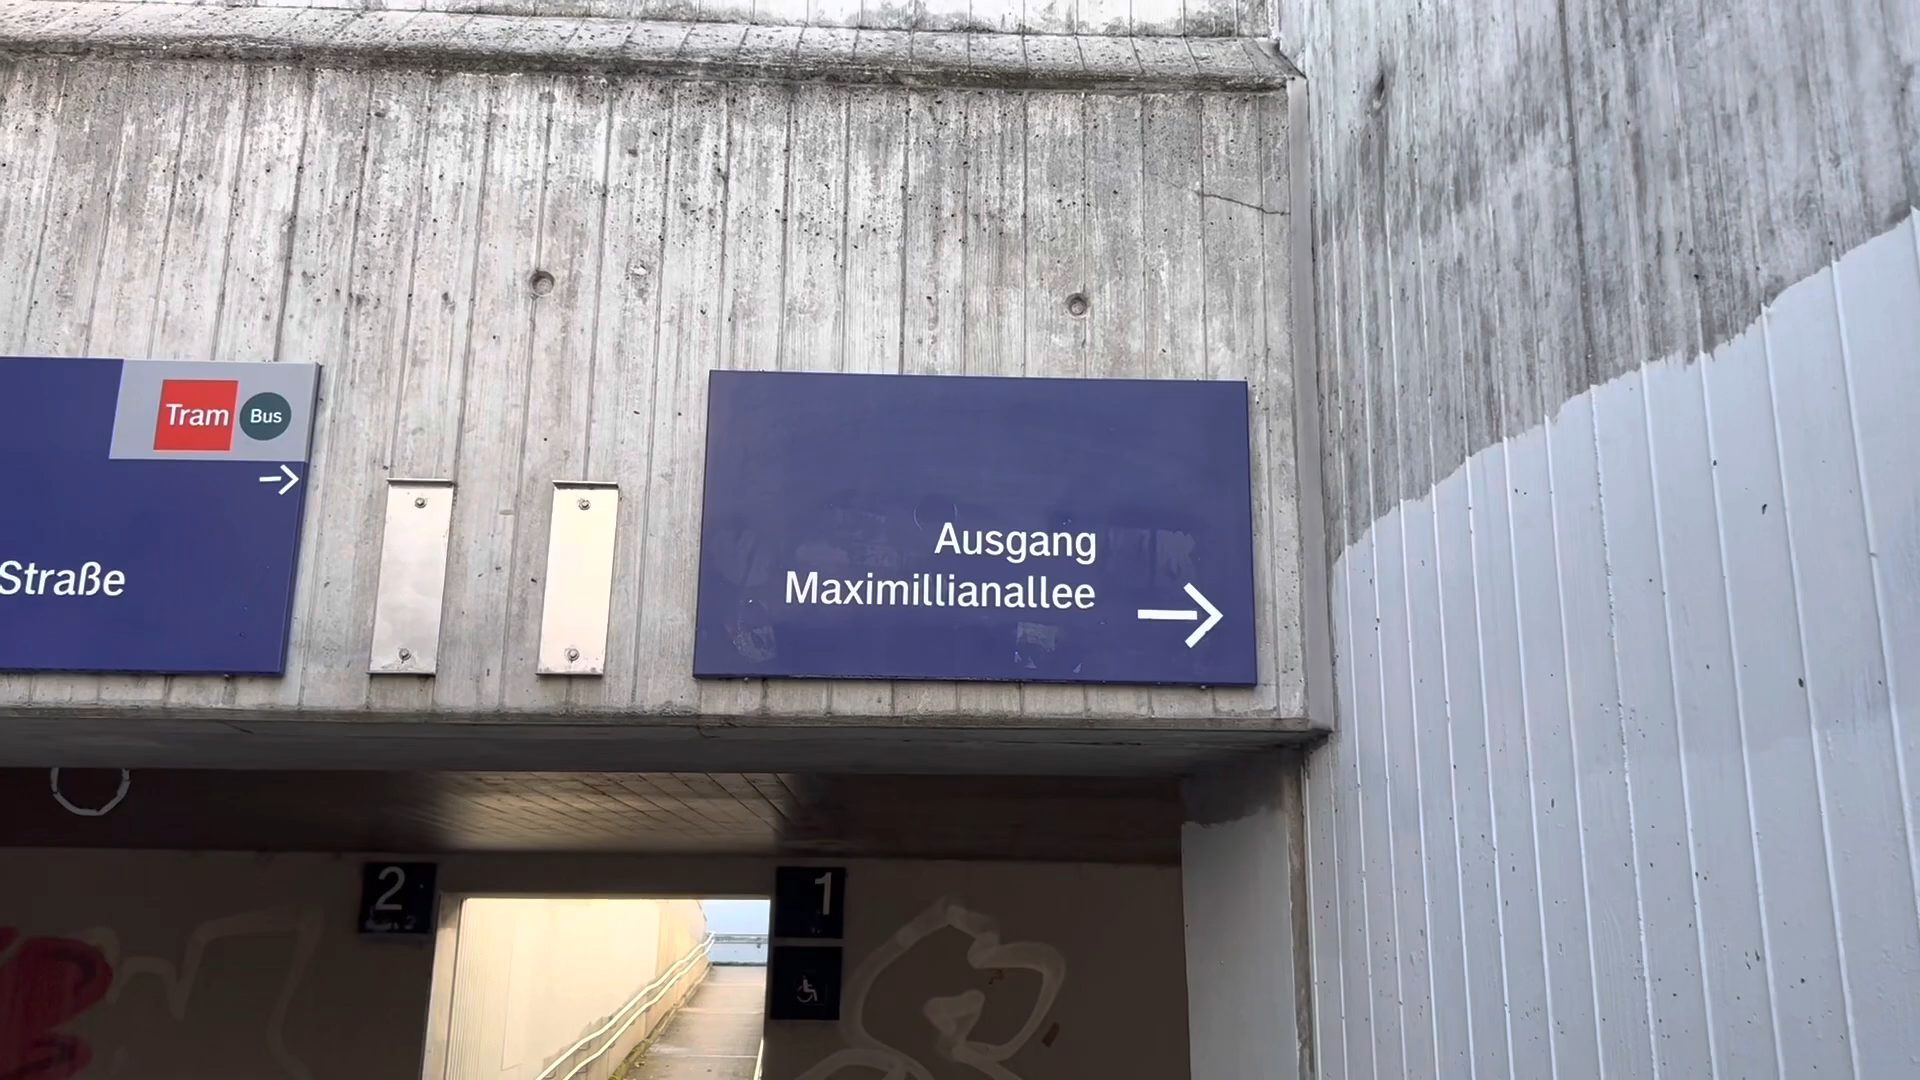 Tram Bus
Straße
Ausgang
Maximillianallee
2
1